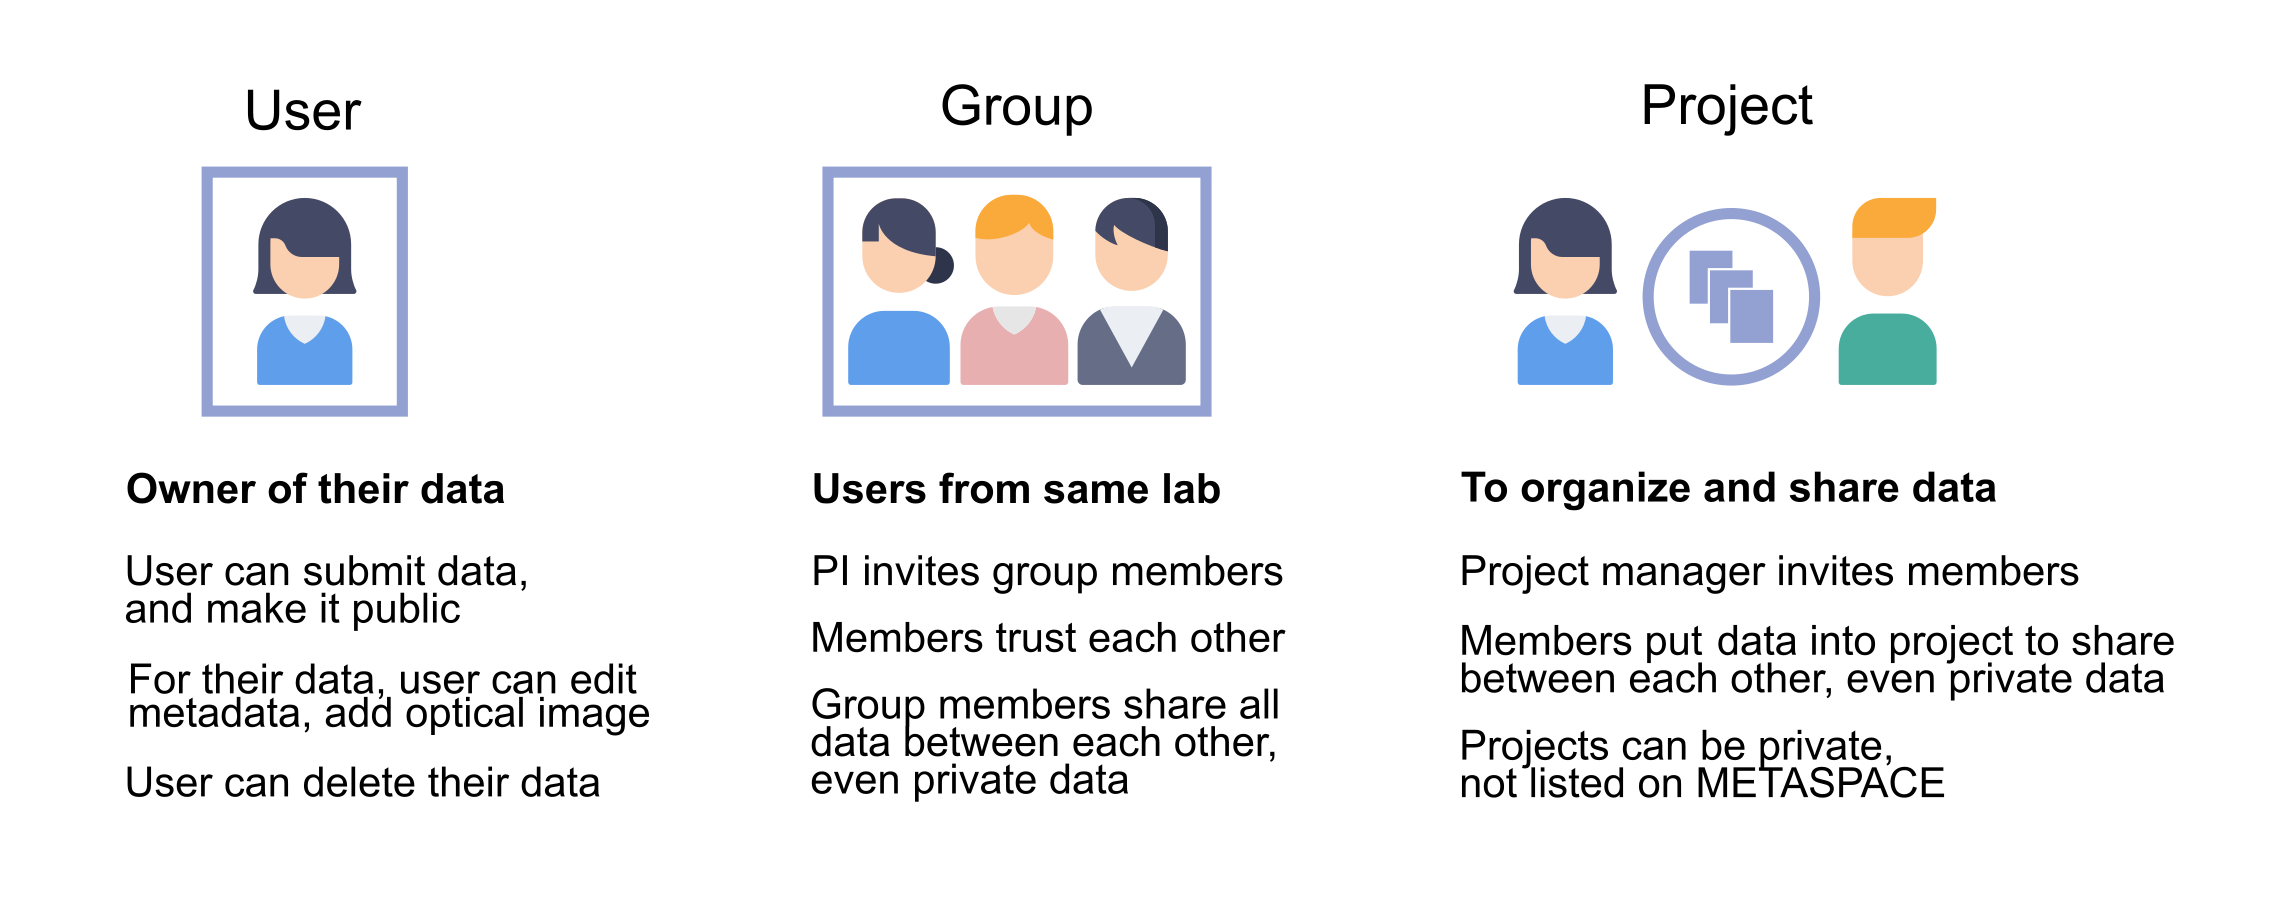 User
Owner of their data
User can submit data,
and make it public
For their data, user can edit
metadata, add optical image
User can delete their data
Group
Users from same lab
PI invites group members
Members trust each other
Group members share all
data between each other,
even private data
Project
To organize and share data
Project manager invites members
Members put data into project to share
between each other, even private data
Projects can be private,
not listed on METASPACE